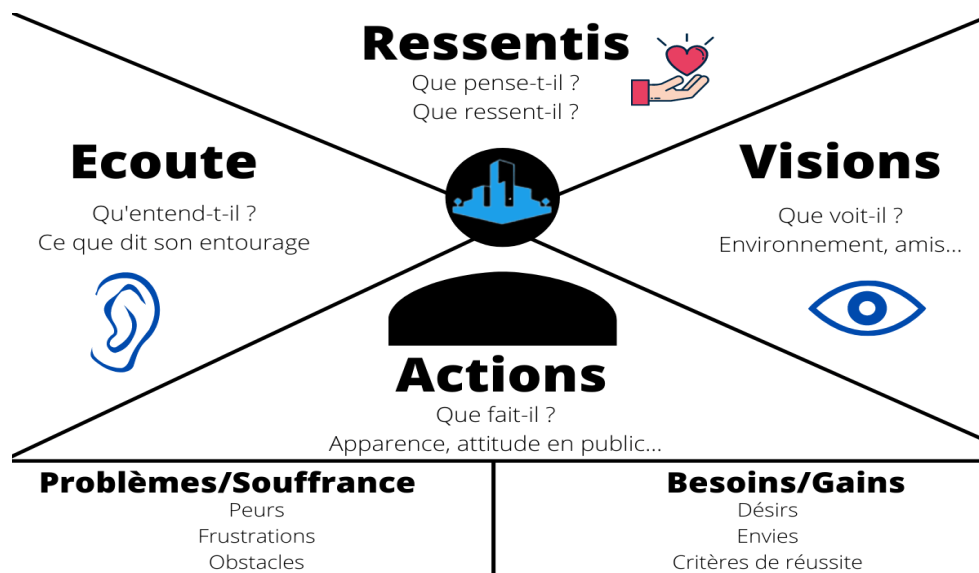 Ressentis
Que pense-t-il ?
Que ressent-il ?
Ecoute
Qu'entend-t-il ?
Ce que dit son entourage
Visions
Que voit-il ?
Environnement, amis...
Actions
Que fait-il ?
Apparence, attitude en public...
Problèmes/Souffrance
Peurs
Frustrations
Obstacles
Besoins/Gains
Désirs
Envies
Critères de réussite